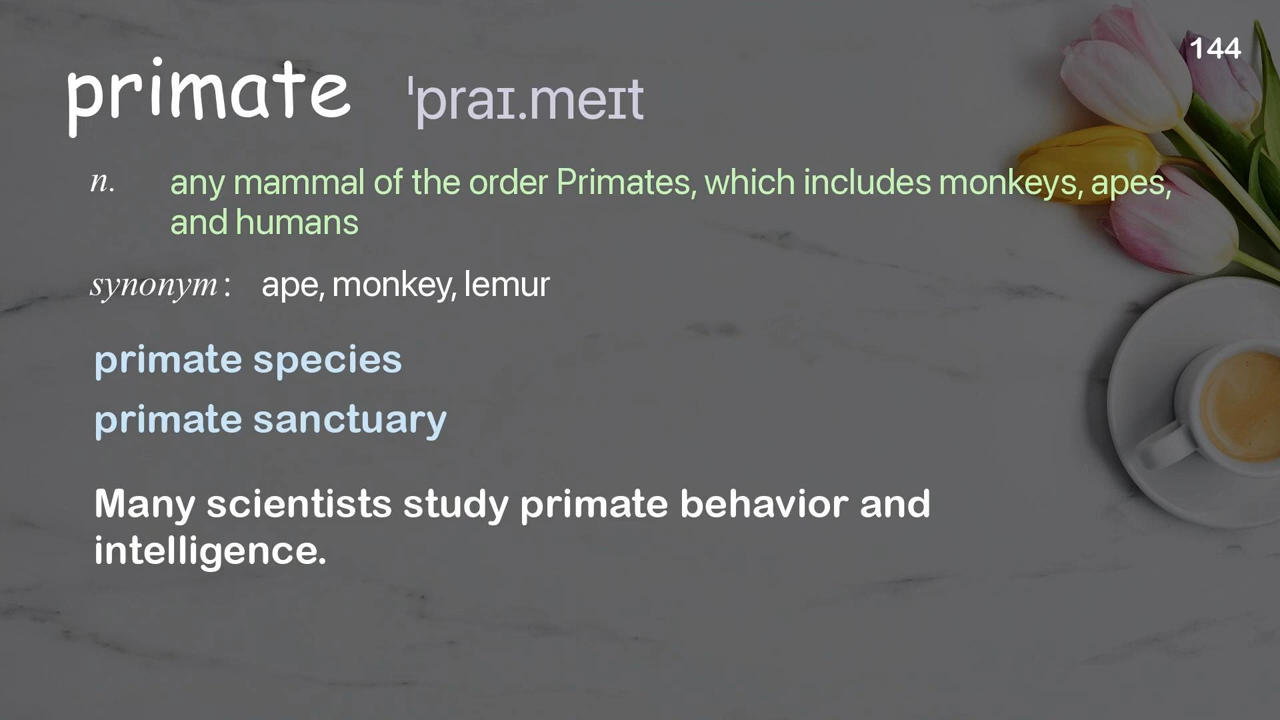 144
primate ˈpraɪ.meɪt
n. any mammal of the order Primates, which includes monkeys, apes,
and humans
synonym: ape, monkey, lemur
primate species
primate sanctuary
Many scientists study primate behavior and
intelligence.